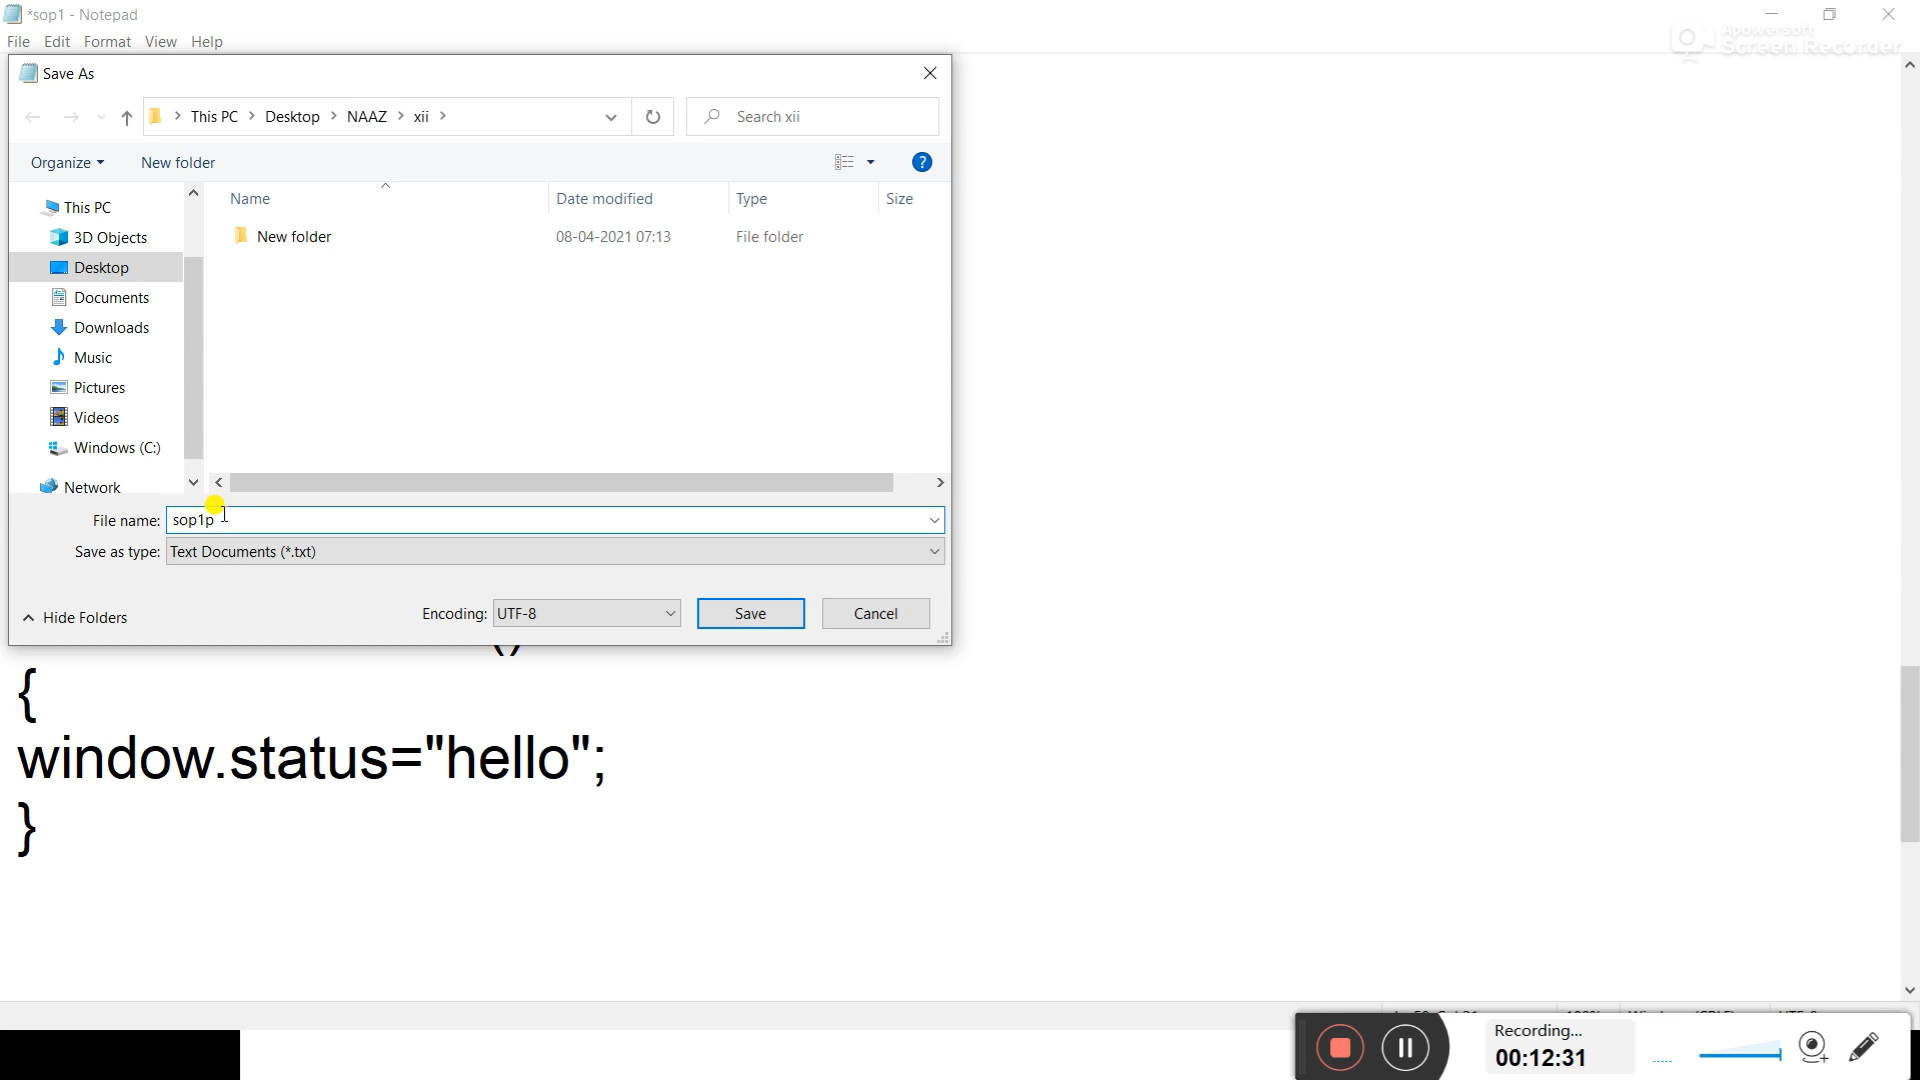 *sop1 - Notepad
File Edit Format View Help
Apowersoft
Screen Recorder
Save As
This PC > Desktop > NAAZ > xii >
Search xii
Organize New folder
?
Name Date modified Type Size
New folder 08-04-2021 07:13 File folder
This PC
3D Objects
Desktop
Documents
Downloads
Music
Pictures
Videos
Windows (C:)
Network
File name: sop1p
Save as type: Text Documents (*.txt)
Hide Folders
Encoding: UTF-8 Save Cancel
{
window.status="hello";
}
Recording...
00:12:31